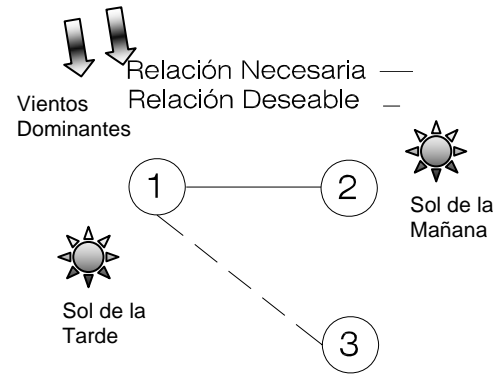 Relación Necesaria
Relación Deseable
Vientos
Dominantes
1
2
Sol de la
Mañana
Sol de la
Tarde
3